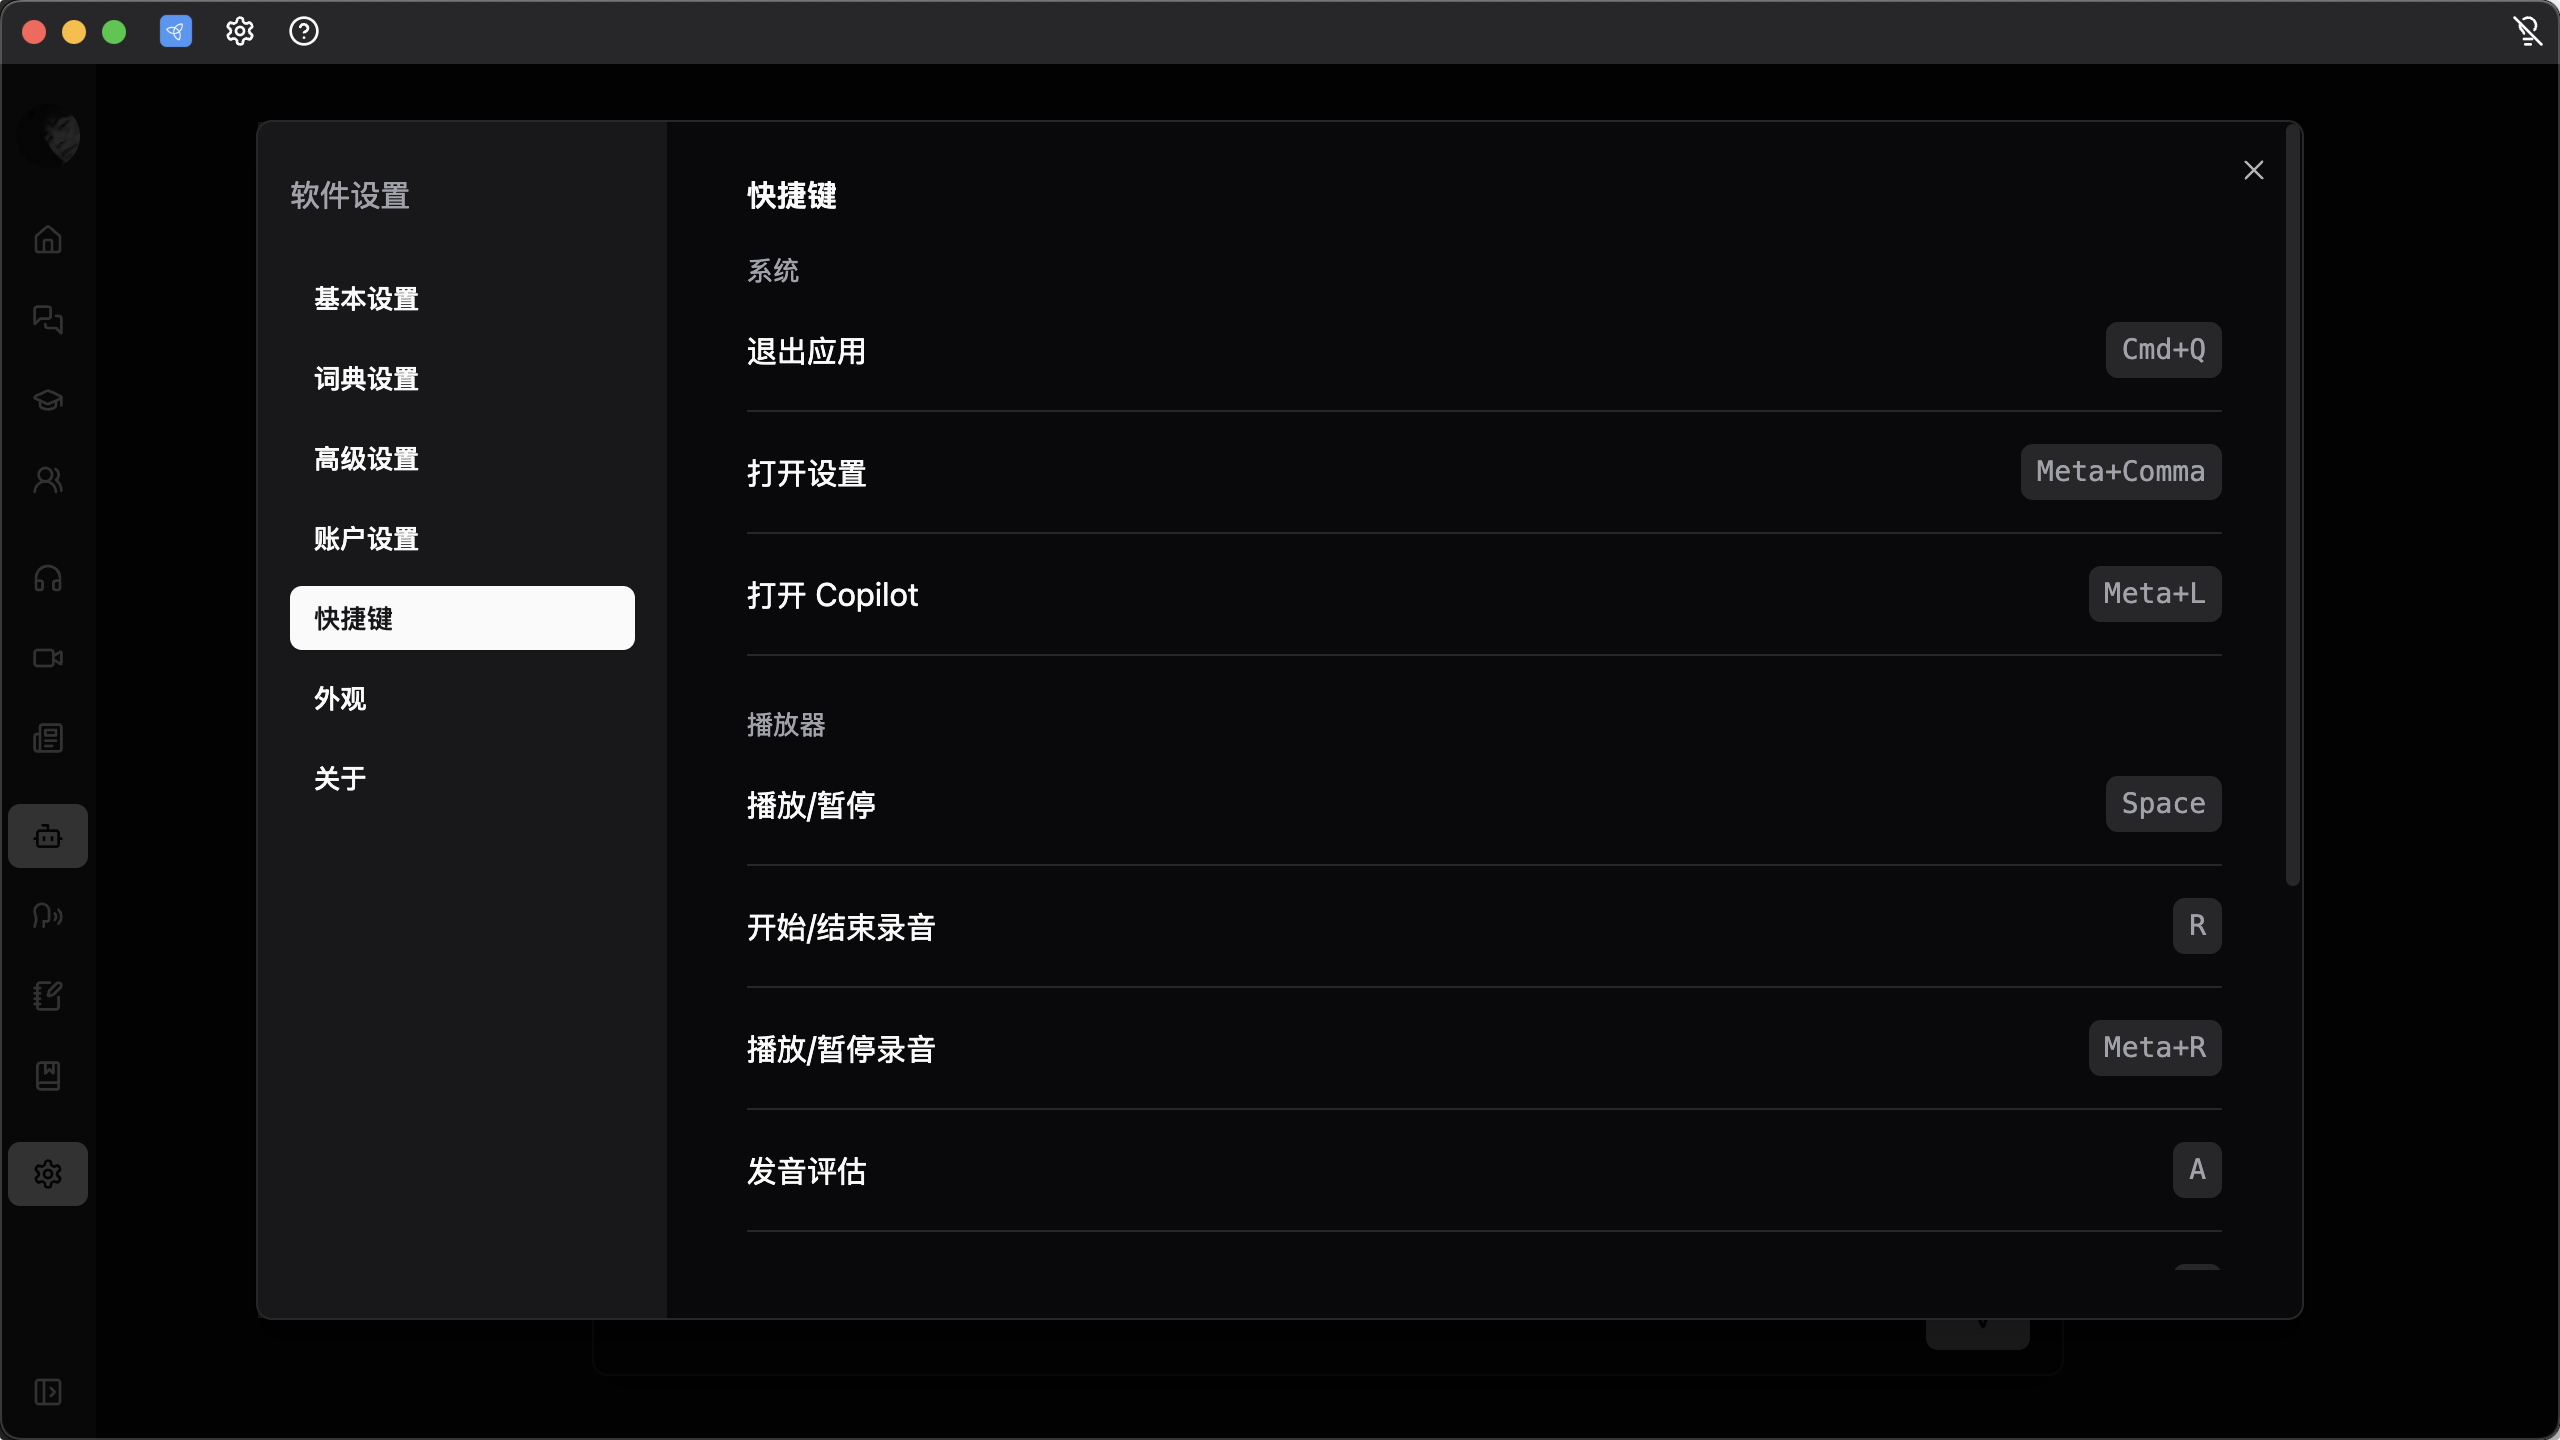 软件设置
基本设置
词典设置
高级设置
账户设置
快捷键
外观
关于
快捷键
系统
退出应用 Cmd+Q
打开设置 Meta+Comma
打开 Copilot Meta+L
播放器
播放/暂停 Space
开始/结束录音 R
播放/暂停录音 Meta+R
发音评估 A